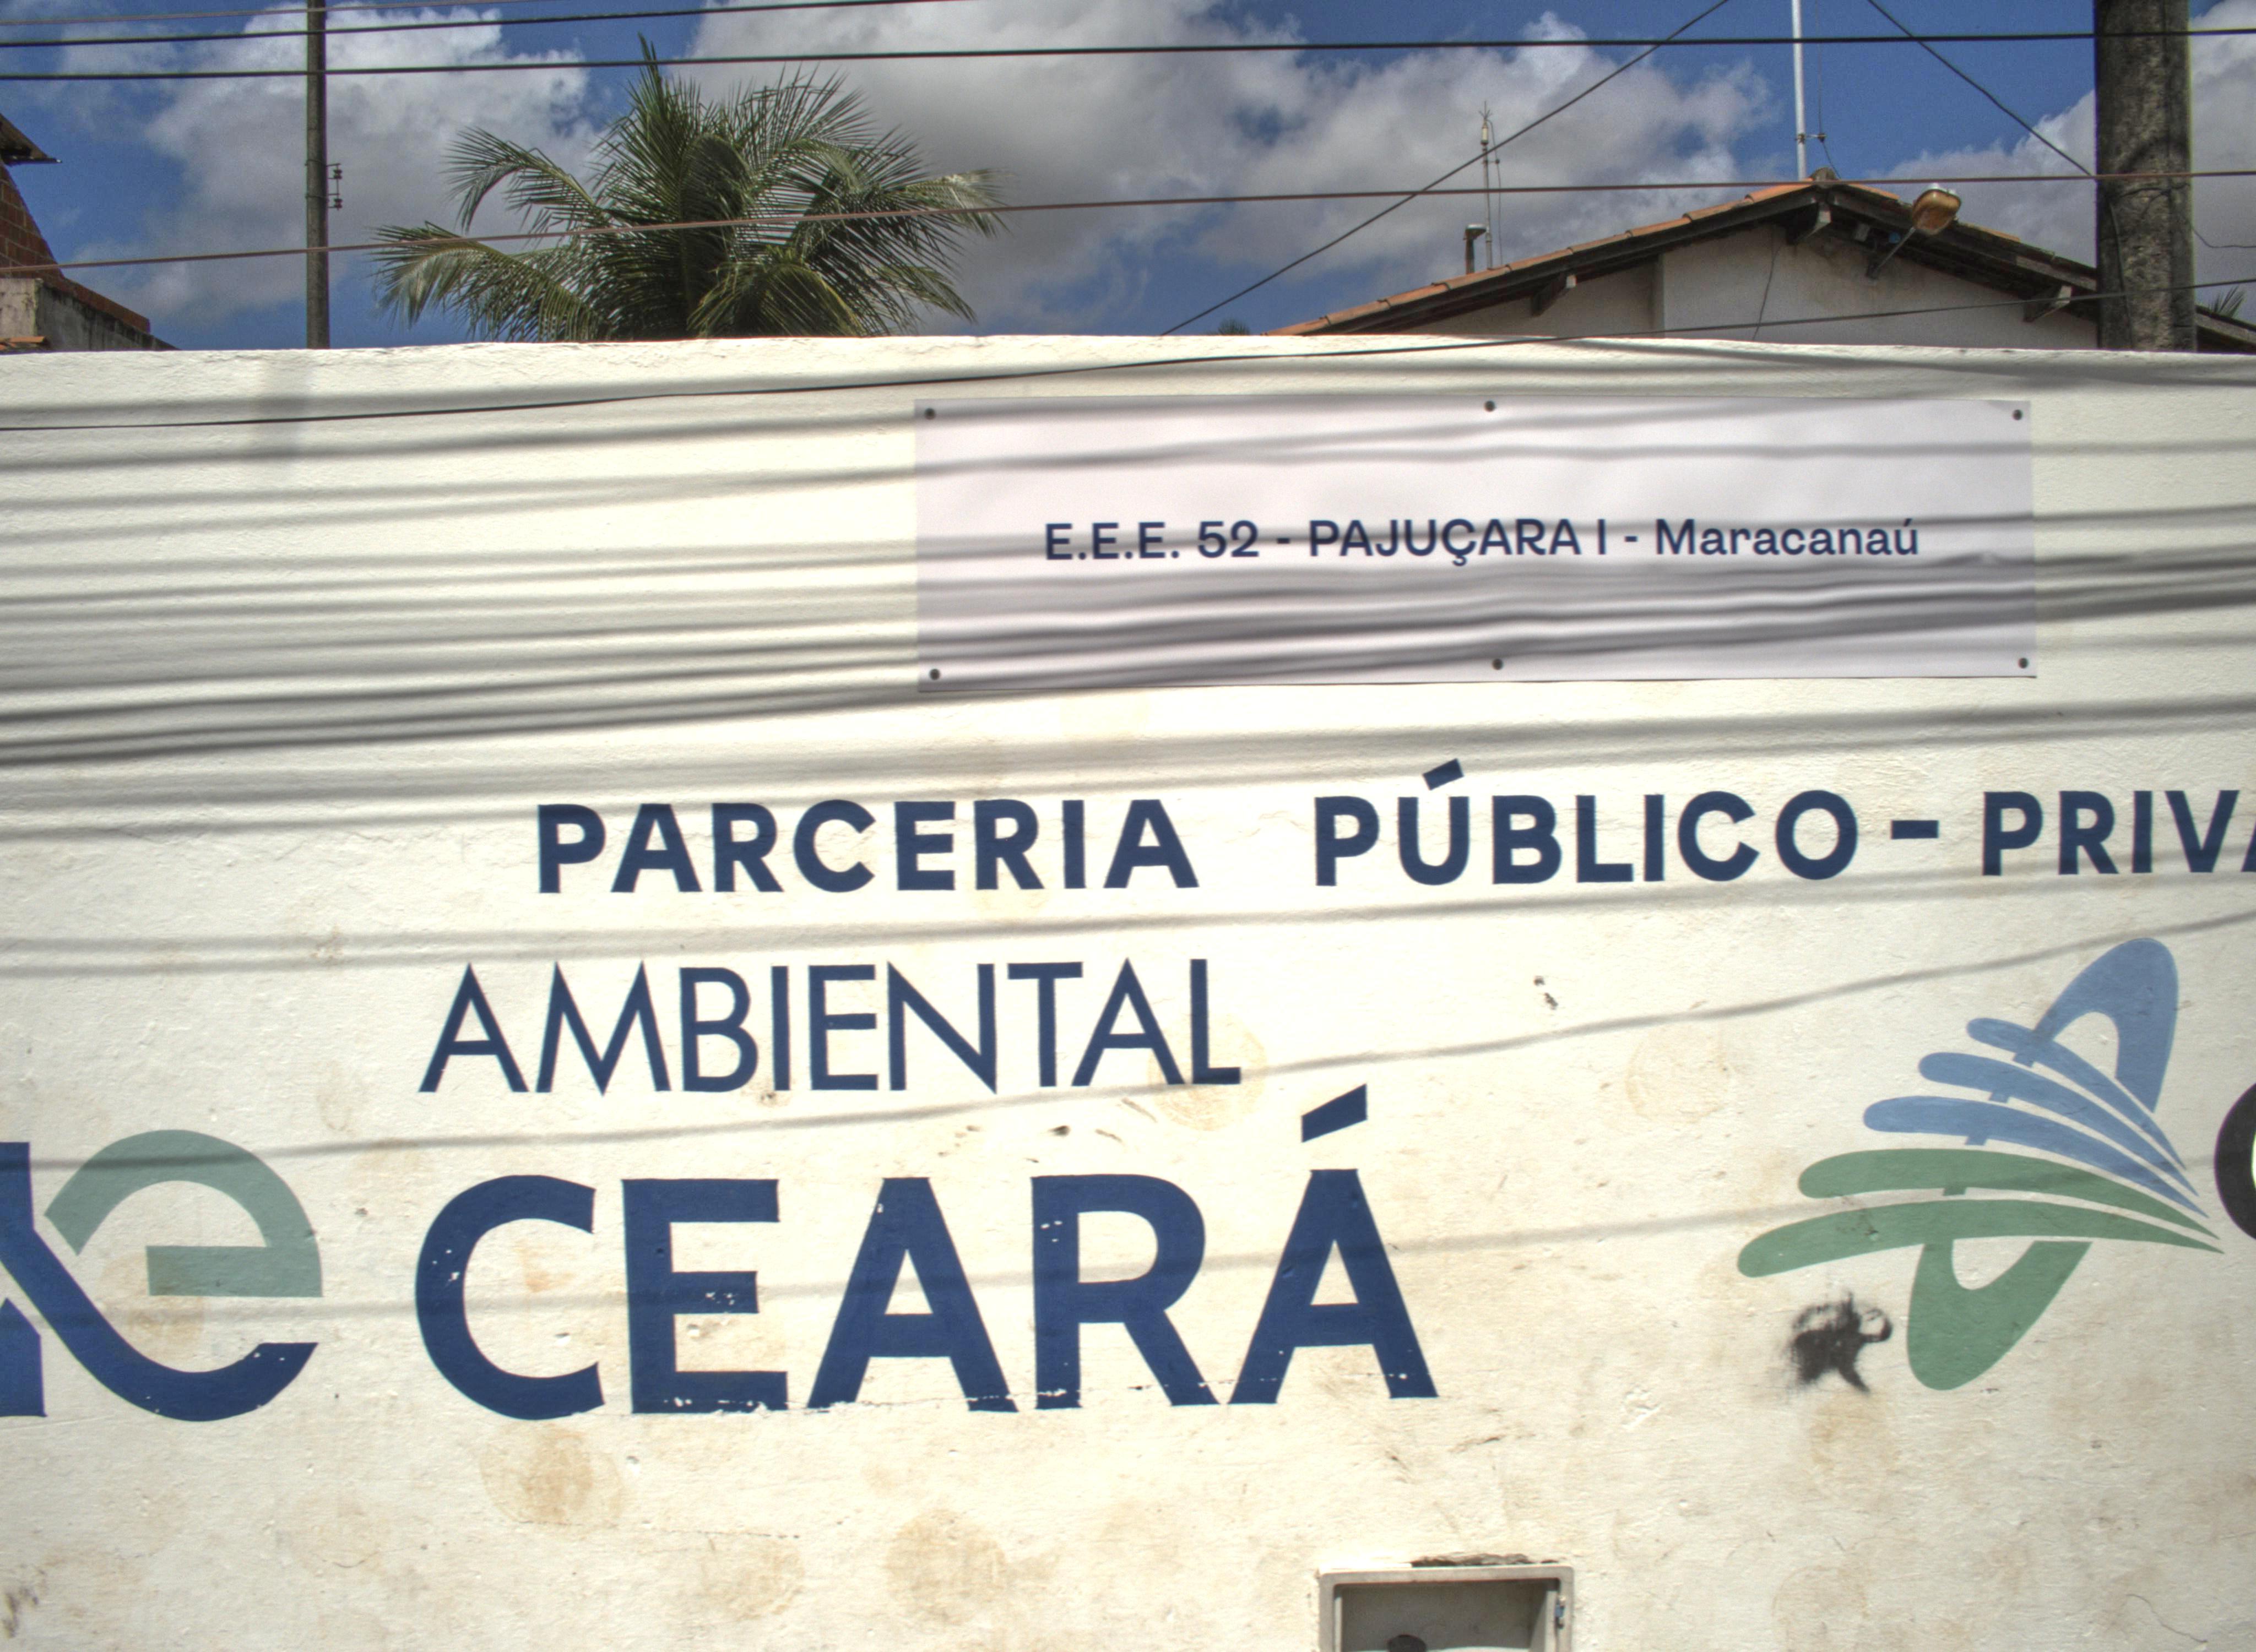 E.E.E. 52 - PAJUÇARA I - Maracanaú
PARCERIA PÚBLICO - PRIVA
AMBIENTAL
CEARÁ